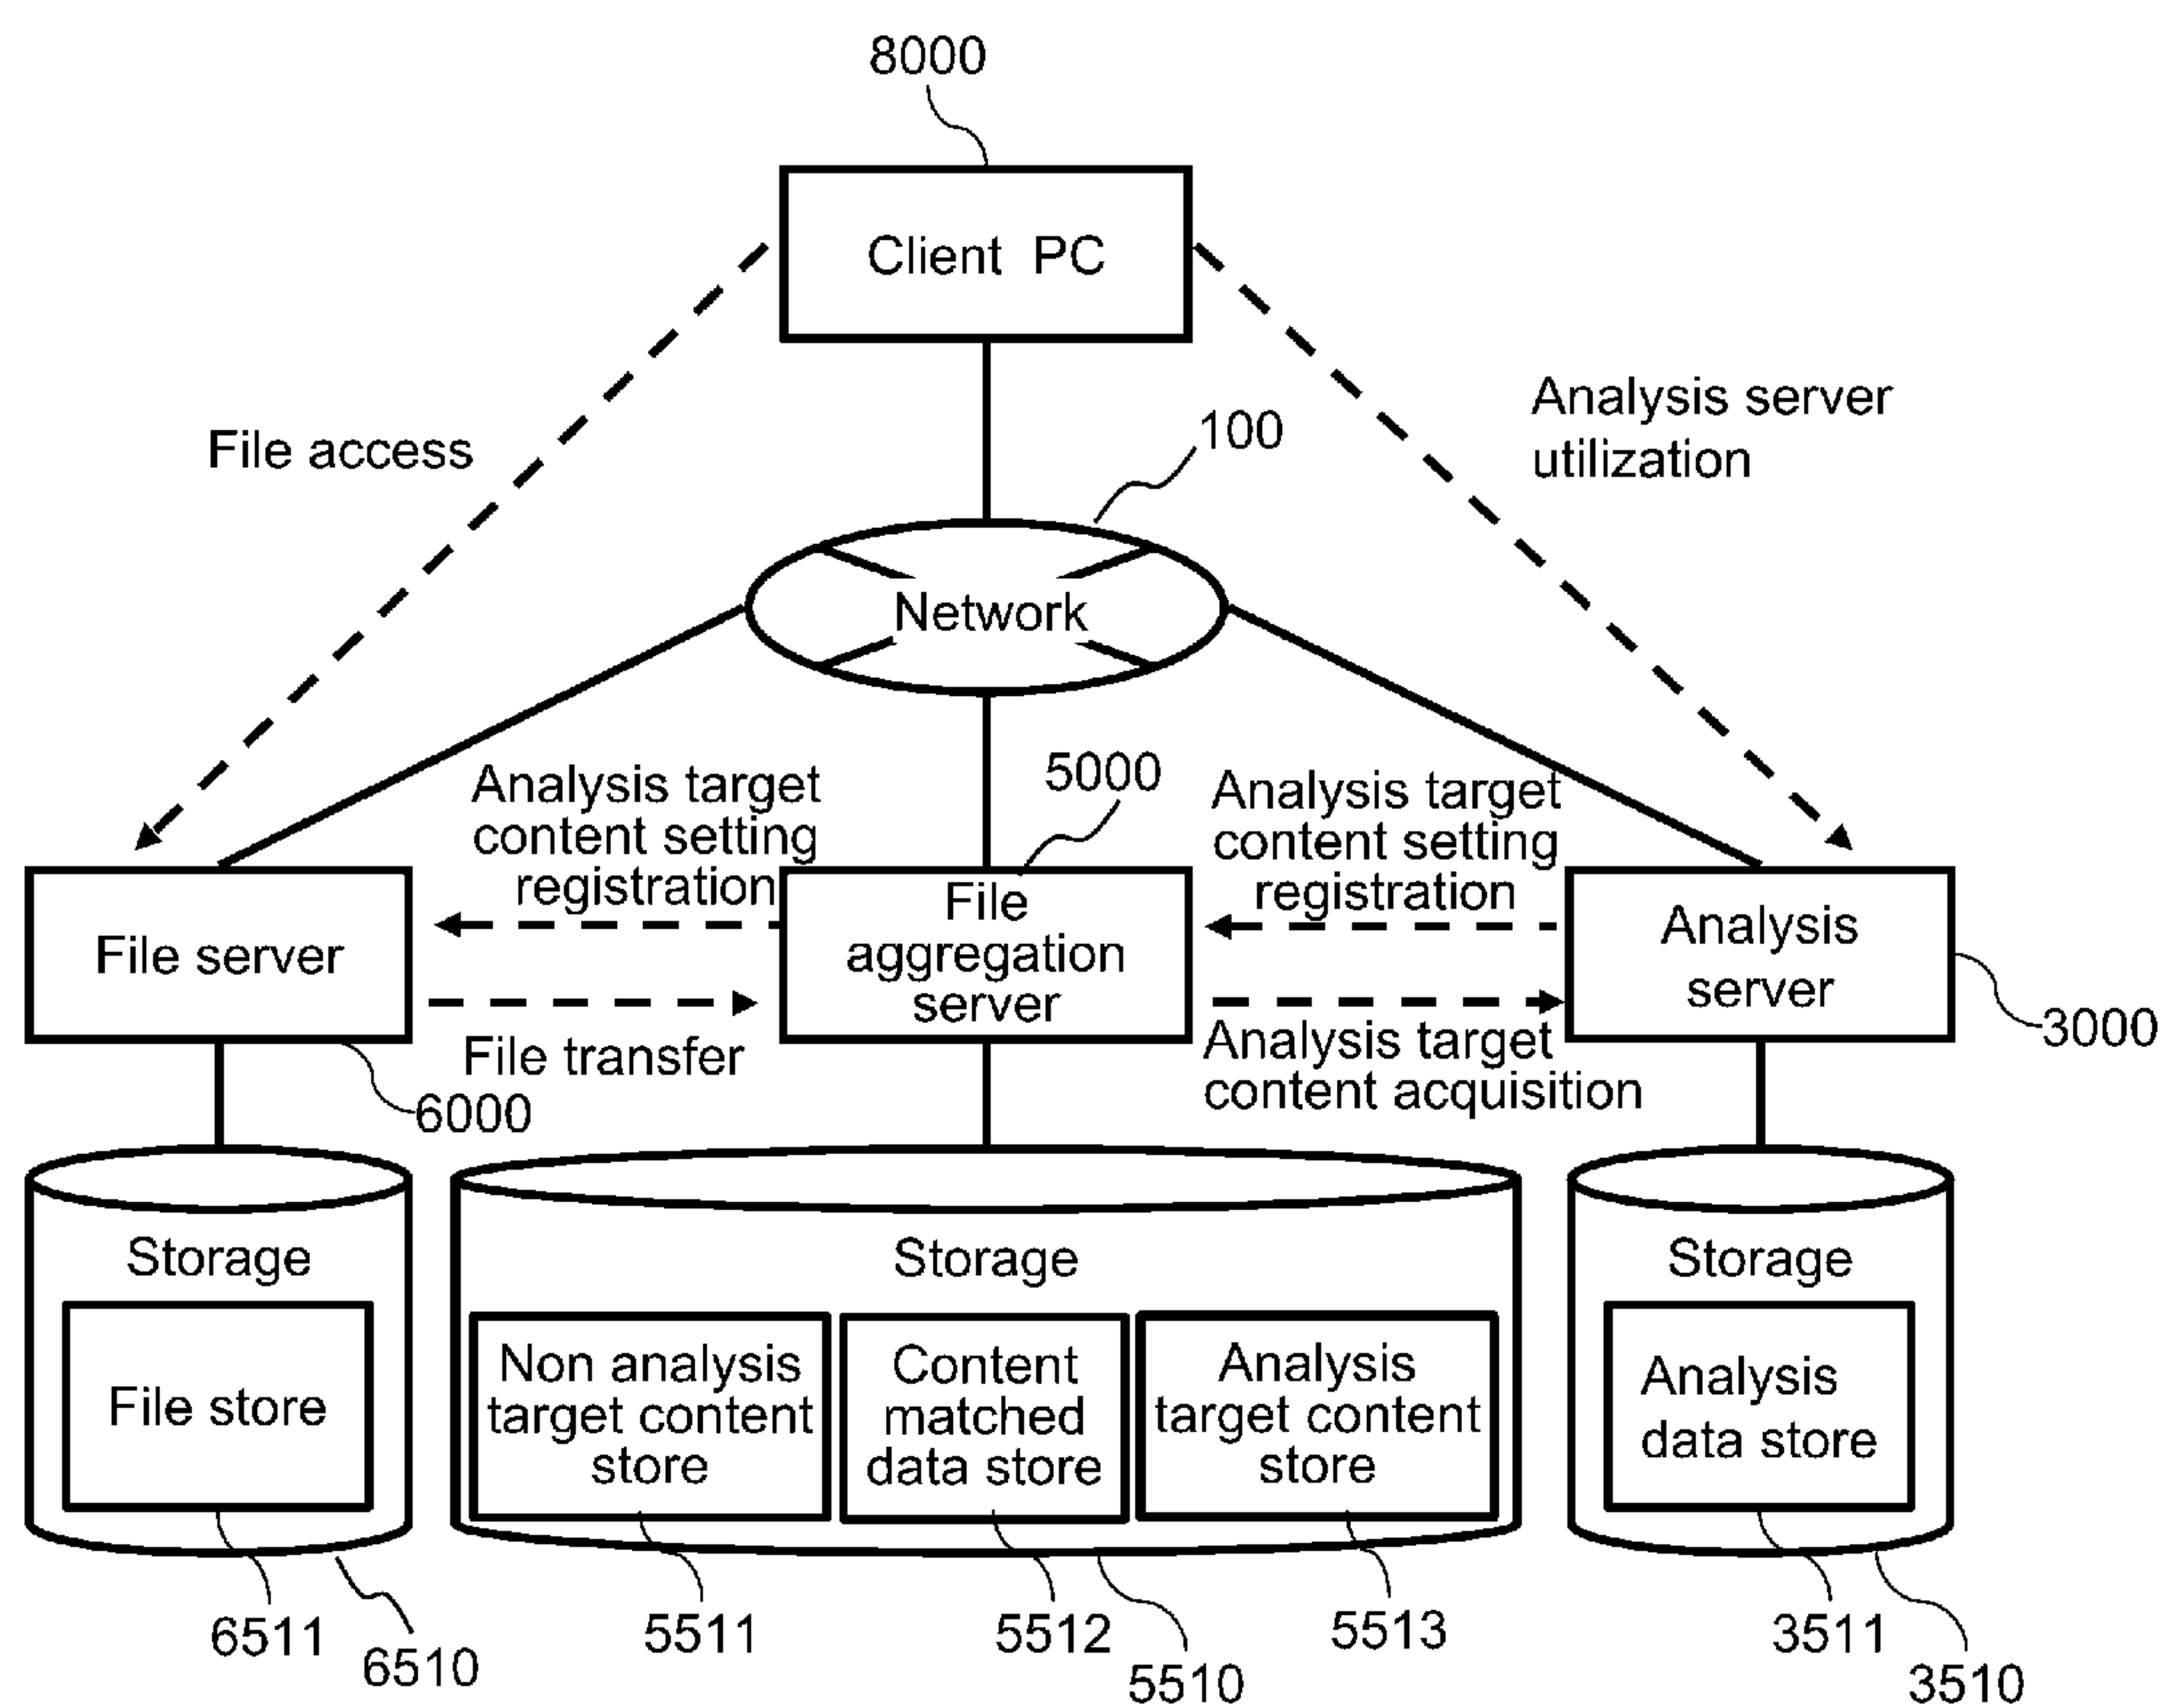 8000
Client PC
File access
Analysis server
utilization
100
Network
5000
Analysis target
content setting
registration
Analysis target
content setting
registration
File server
File
aggregation
server
Analysis
server
3000
File transfer
Analysis target
content acquisition
6000
Storage
File store
Storage
Non analysis
target content
store
Content
matched
data store
Analysis
target content
store
Storage
Analysis
data store
6511
6510
5511
5512
5510
5513
3511
3510